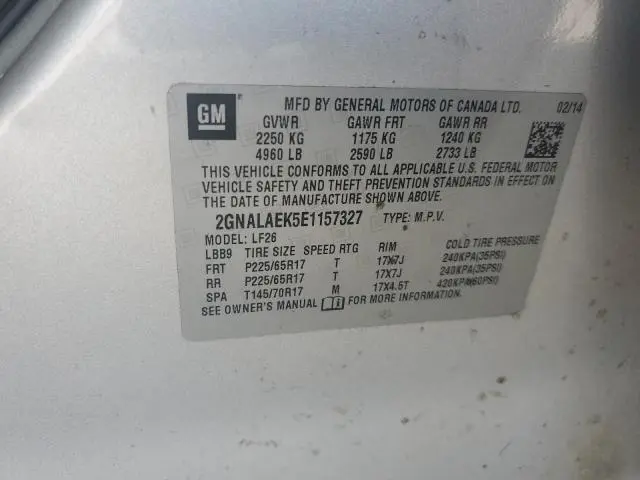 GM
MFD BY GENERAL MOTORS OF CANADA LTD. 02/14
GVWR GAWR FRT GAWR RR
2250 KG 1175 KG 1240 KG
4960 LB 2590 LB 2733 LB
THIS VEHICLE CONFORMS TO ALL APPLICABLE U.S. FEDERAL MOTOR
VEHICLE SAFETY AND THEFT PREVENTION STANDARDS IN EFFECT ON
THE DATE OF MANUFACTURE SHOWN ABOVE.
2GNALAEK5E1157327 TYPE: M.P.V.
MODEL: LF26
LBB9 TIRE SIZE SPEED RTG RIM COLD TIRE PRESSURE
FRT P225/65R17 T 17X7J 240KPA(35PSI)
RR P225/65R17 T 17X7J 240KPA(35PSI)
SPA T145/70R17 M 17X4.5T 420KPA(60PSI)
SEE OWNER'S MANUAL FOR MORE INFORMATION.